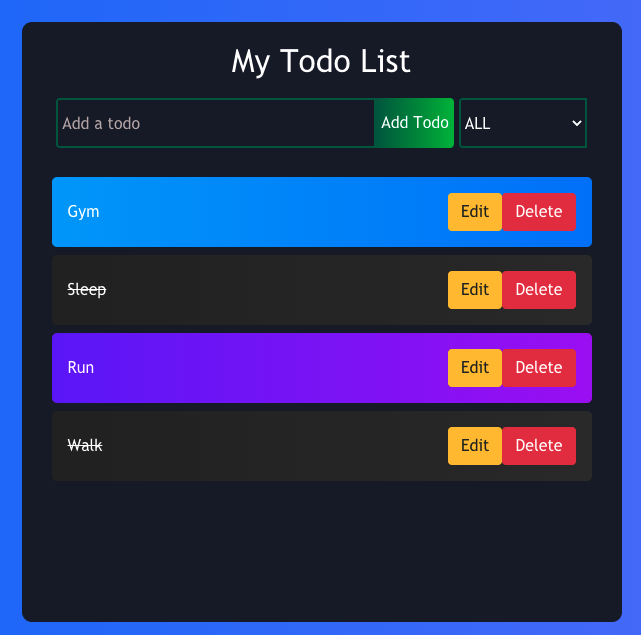 My Todo List
Add a todo Add Todo ALL
Gym Edit Delete
Sleep Edit Delete
Run Edit Delete
Walk Edit Delete